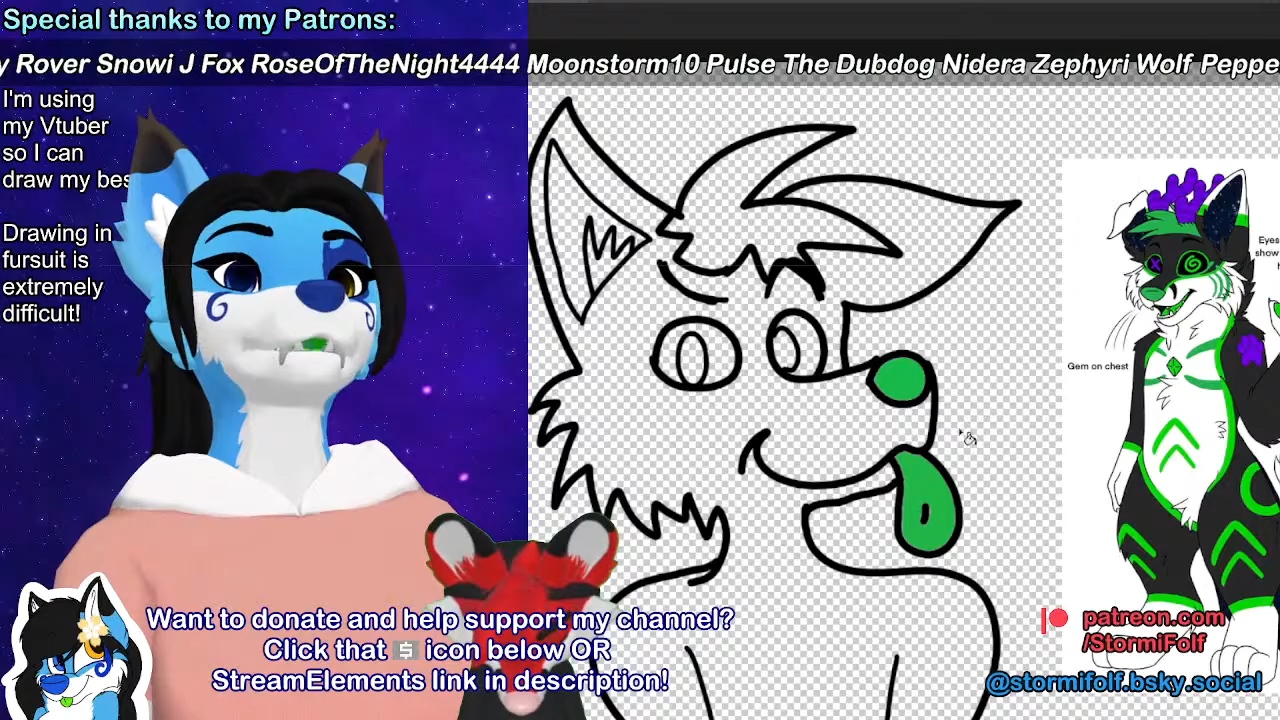 Special thanks to my Patrons:
y Rover Snowi J Fox RoseOfTheNight4444 Moonstorm10 Pulse The Dubdog Nidera Zephyri Wolf Peppe
I'm using
my Vtuber
so I can
draw my bes
Drawing in
fursuit is
extremely
difficult!
Eyes
show
Gem on chest
Want to donate and help support my channel?
Click that $ icon below OR
StreamElements link in description!
patreon.com
/StormiFolf
@stormifolf.bsky.social